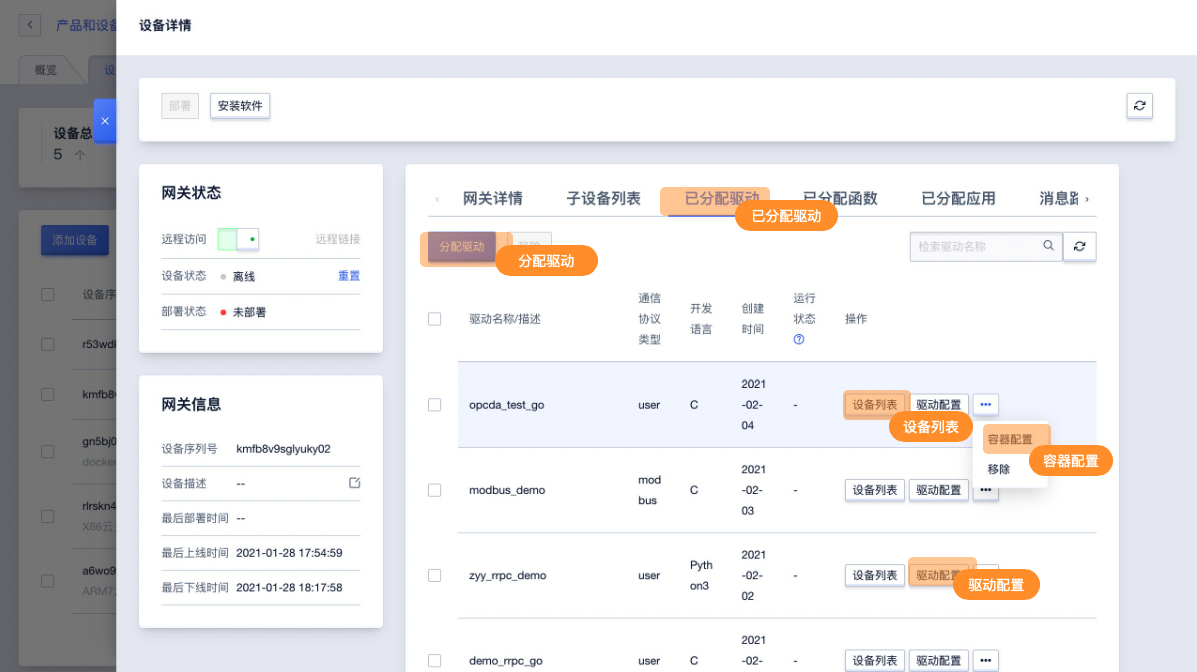 产品和设备
设备详情
概览
设
部署
安装软件
设备总
5
添加设备
设备序
r53wdl
kmfb8v
gn5bj0
docker
rlrskn4
X86云
a6wo9
ARM7
网关状态
远程访问
远程链接
设备状态
离线
重置
部署状态
未部署
网关信息
设备序列号
kmfb8v9sglyuky02
设备描述
--
最后部署时间
--
最后上线时间
2021-01-28 17:54:59
最后下线时间
2021-01-28 18:17:58
网关详情
子设备列表
已分配驱动
已分配函数
已分配应用
消息路
已分配驱动
分配驱动
移除
分配驱动
检索驱动名称
驱动名称/描述
通信
协议
类型
开发
语言
创建
时间
运行
状态
操作
opcda_test_go
user
C
2021
-02-
04
-
设备列表
驱动配置
设备列表
容器配置
容器配置
移除
modbus_demo
mod
bus
C
2021
-02-
03
-
设备列表
驱动配置
zyy_rrpc_demo
user
Pyth
on3
2021
-02-
02
-
设备列表
驱动配置
驱动配置
demo_rrpc_go
user
C
2021
-02-
-
设备列表
驱动配置